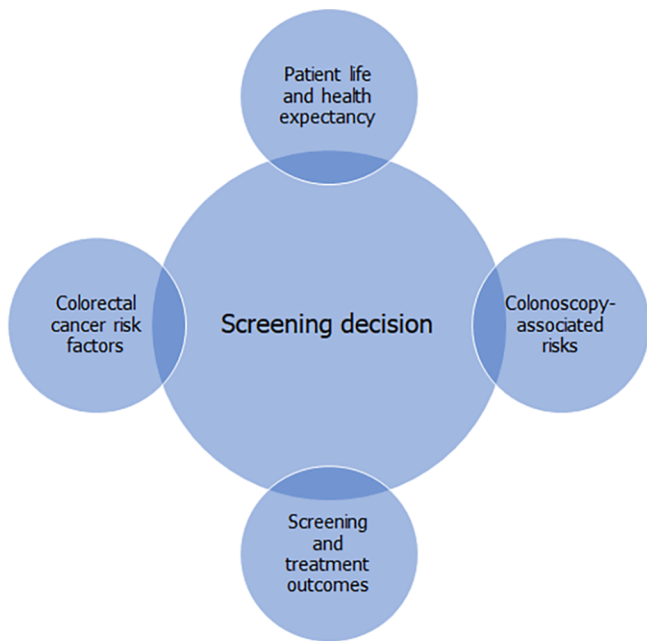 Patient life
and health
expectancy
Colorectal
cancer risk
factors
Screening decision
Colonoscopy-
associated
risks
Screening
and
treatment
outcomes